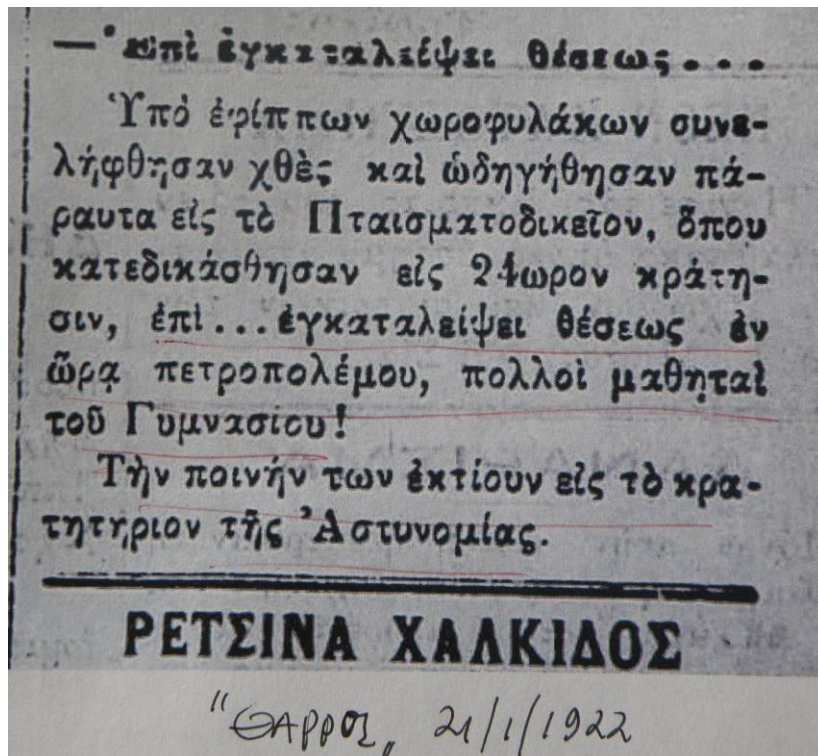 — Ἐπὶ ἐγκαταλείψει θέσεως...
Ὑπὸ ἐφίππων χωροφυλάκων συνε-
λήφθησαν χθὲς καὶ ὡδηγήθησαν πά-
ραυτα εἰς τὸ Πταισματοδικεῖον, ὅπου
κατεδικάσθησαν εἰς 24ωρον κράτη-
σιν, ἐπὶ... ἐγκαταλείψει θέσεως ἐν
ὥρᾳ πετροπολέμου, πολλοὶ μαθηταὶ
τοῦ Γυμνασίου!
Τὴν ποινήν των ἐκτίουν εἰς τὸ κρα-
τητήριον τῆς Ἀστυνομίας.
ΡΕΤΣΙΝΑ ΧΑΛΚΙΔΟΣ
"ΘΑΡΡΟΣ„ 21/1/1922